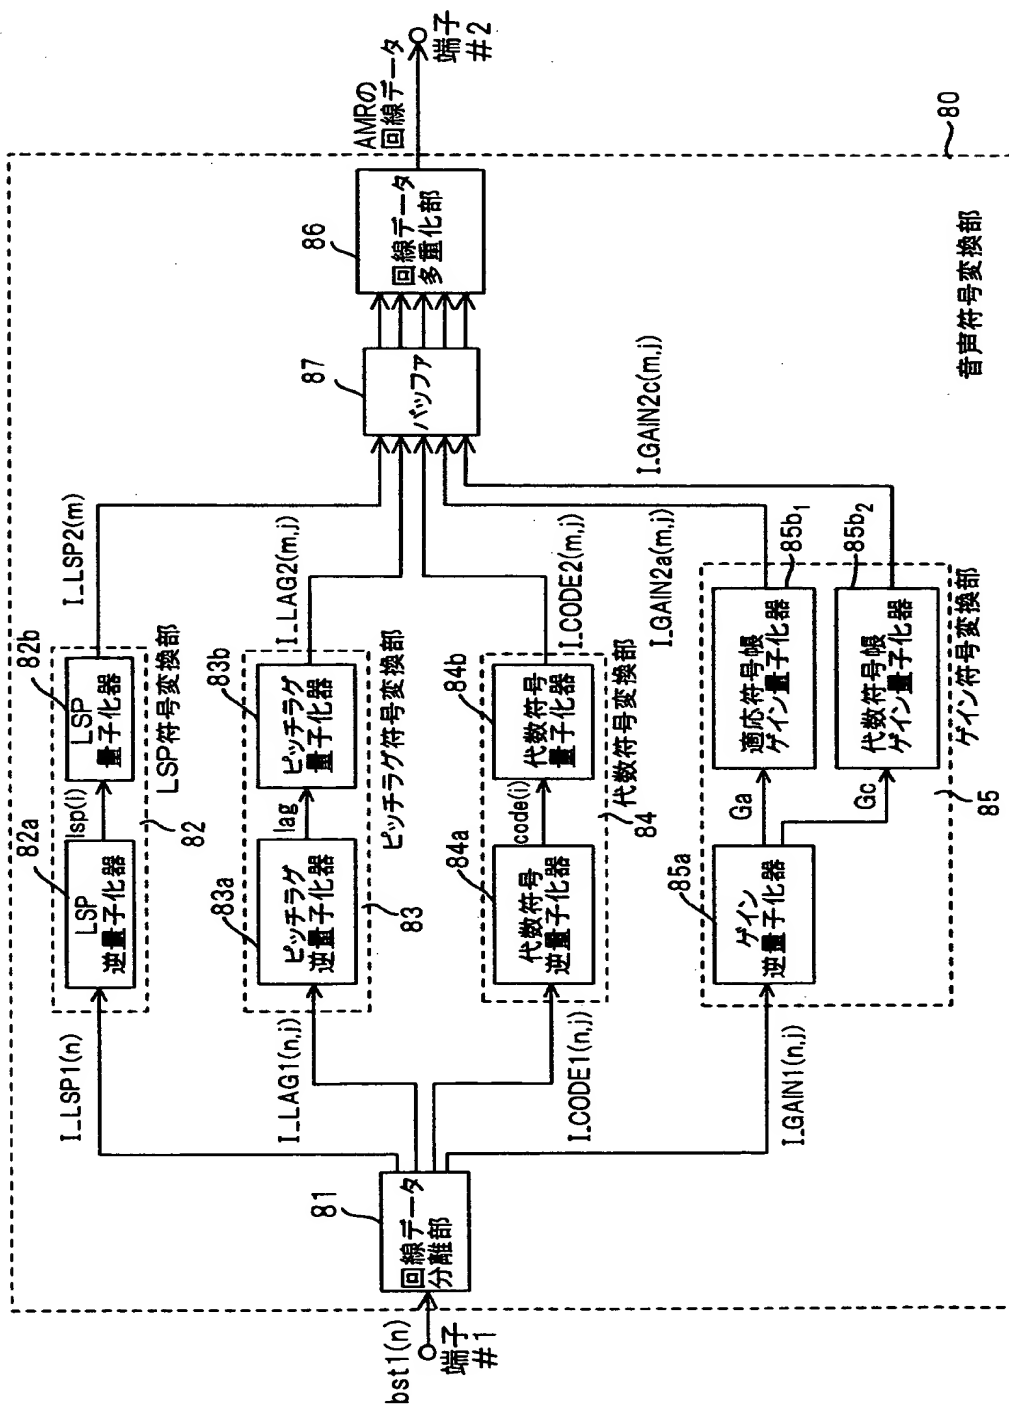 bst1(n)
端子
#1
81
回線データ
分離部
I_LSP1(n)
82a
LSP
逆量子化器
lsp(i)
82b
LSP
量子化器
82
LSP符号変換部
I_LSP2(m)
I_LAG1(n,j)
83a
ピッチラグ
逆量子化器
lag
83b
ピッチラグ
量子化器
83
ピッチラグ符号変換部
I_LAG2(m,j)
I_CODE1(n,j)
84a
代数符号
逆量子化器
code(i)
84b
代数符号
量子化器
84
代数符号変換部
I_CODE2(m,j)
I_GAIN1(n,j)
85a
ゲイン
逆量子化器
Ga
Gc
適応符号帳
ゲイン量子化器
85b1
代数符号帳
ゲイン量子化器
85b2
85
ゲイン符号変換部
I_GAIN2a(m,j)
I_GAIN2c(m,j)
87
バッファ
86
回線データ
多重化部
AMRの
回線データ
端子
#2
80
音声符号変換部